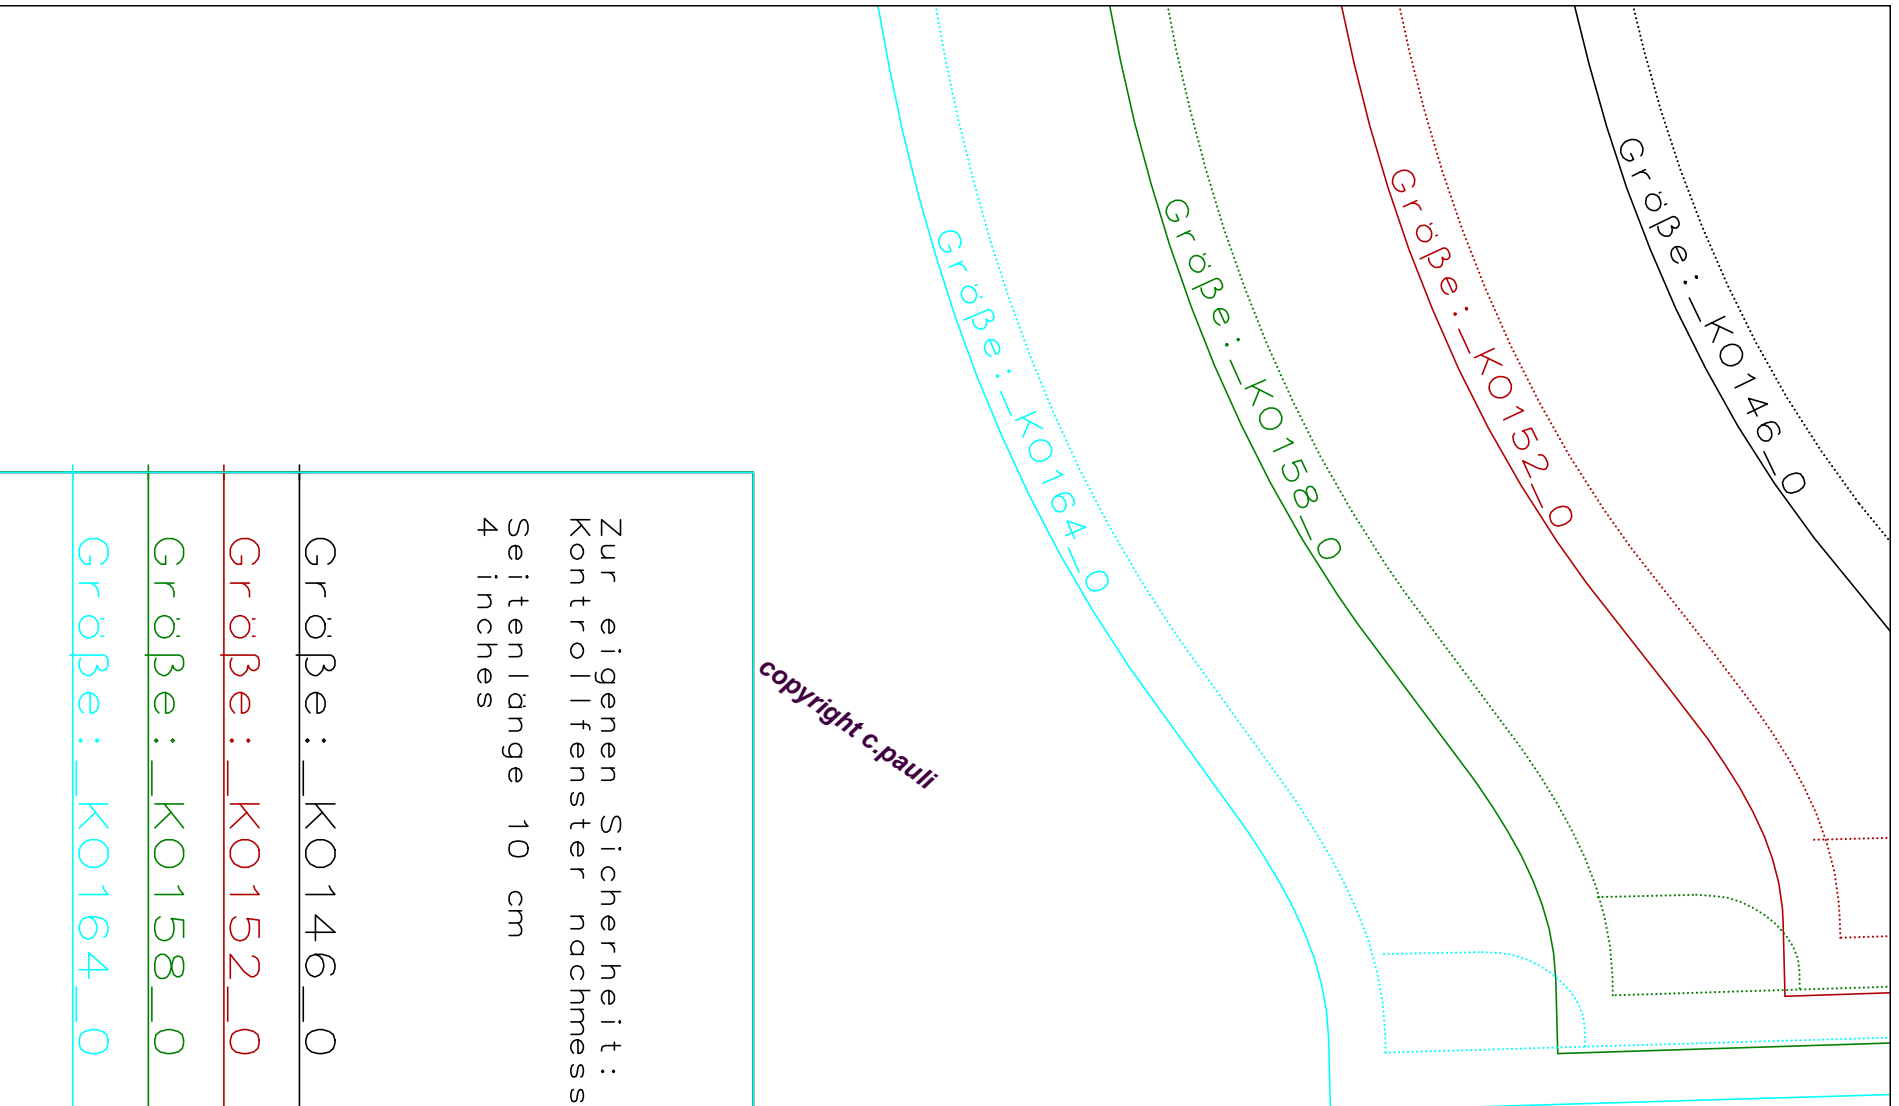 Größe:_KO146_0
Größe:_KO152_0
Größe:_KO158_0
Größe:_KO164_0
Zur eigenen Sicherheit:
Kontrollfenster nachmess
Seitenlänge 10 cm
4 inches
Größe:_KO146_0
Größe:_KO152_0
Größe:_KO158_0
Größe:_KO164_0
copyright c.pauli